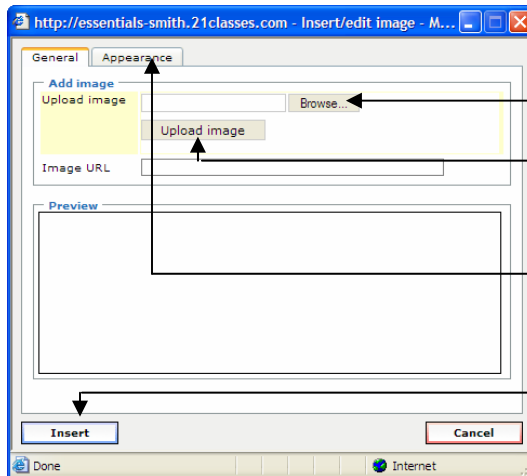 http://essentials-smith.21classes.com - Insert/edit image - M...
General Appearance
Add image
Upload image Browse...
Upload image
Image URL
Preview
Insert Cancel
Done Internet